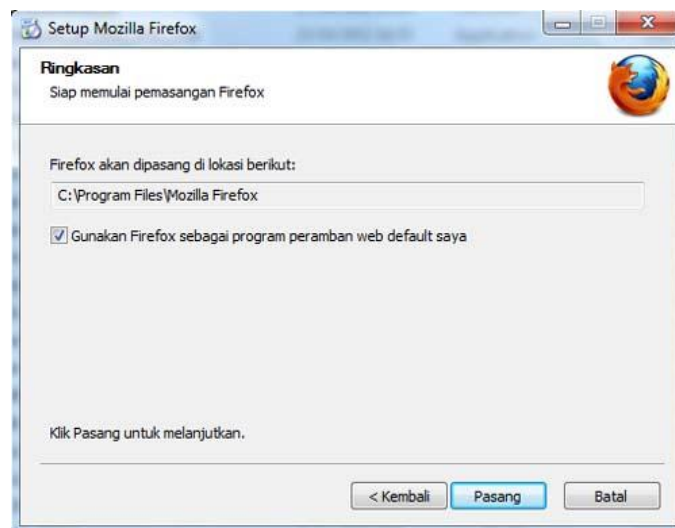 Setup Mozilla Firefox
Ringkasan
Siap memulai pemasangan Firefox
Firefox akan dipasang di lokasi berikut:
C:\Program Files\Mozilla Firefox
Gunakan Firefox sebagai program peramban web default saya
Klik Pasang untuk melanjutkan.
< Kembali
Pasang
Batal